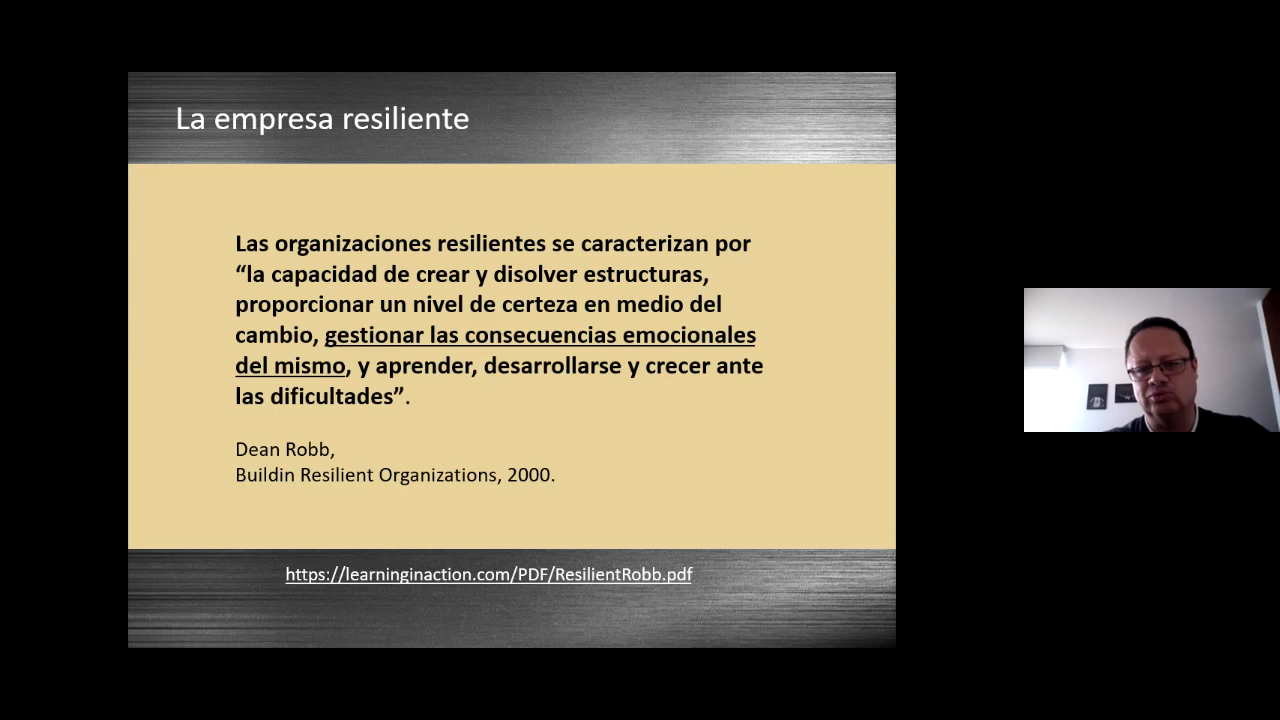 La empresa resiliente
Las organizaciones resilientes se caracterizan por
“la capacidad de crear y disolver estructuras,
proporcionar un nivel de certeza en medio del
cambio, gestionar las consecuencias emocionales
del mismo, y aprender, desarrollarse y crecer ante
las dificultades”.
Dean Robb,
Buildin Resilient Organizations, 2000.
https://learninginaction.com/PDF/ResilientRobb.pdf